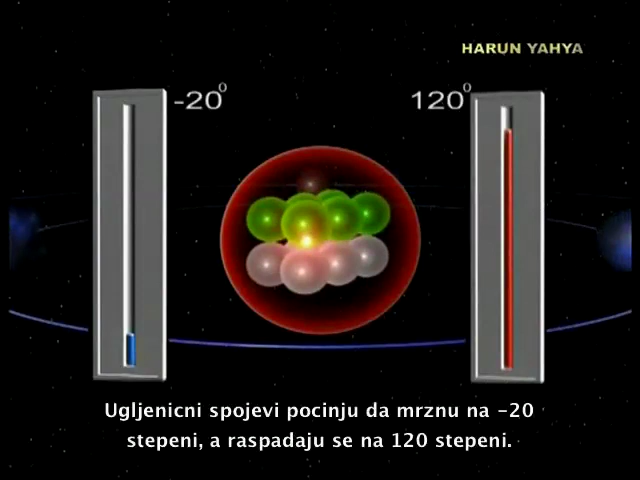 HARUN YAHYA
-20°
120°
Ugljenicni spojevi pocinju da mrznu na -20
stepeni, a raspadaju se na 120 stepeni.